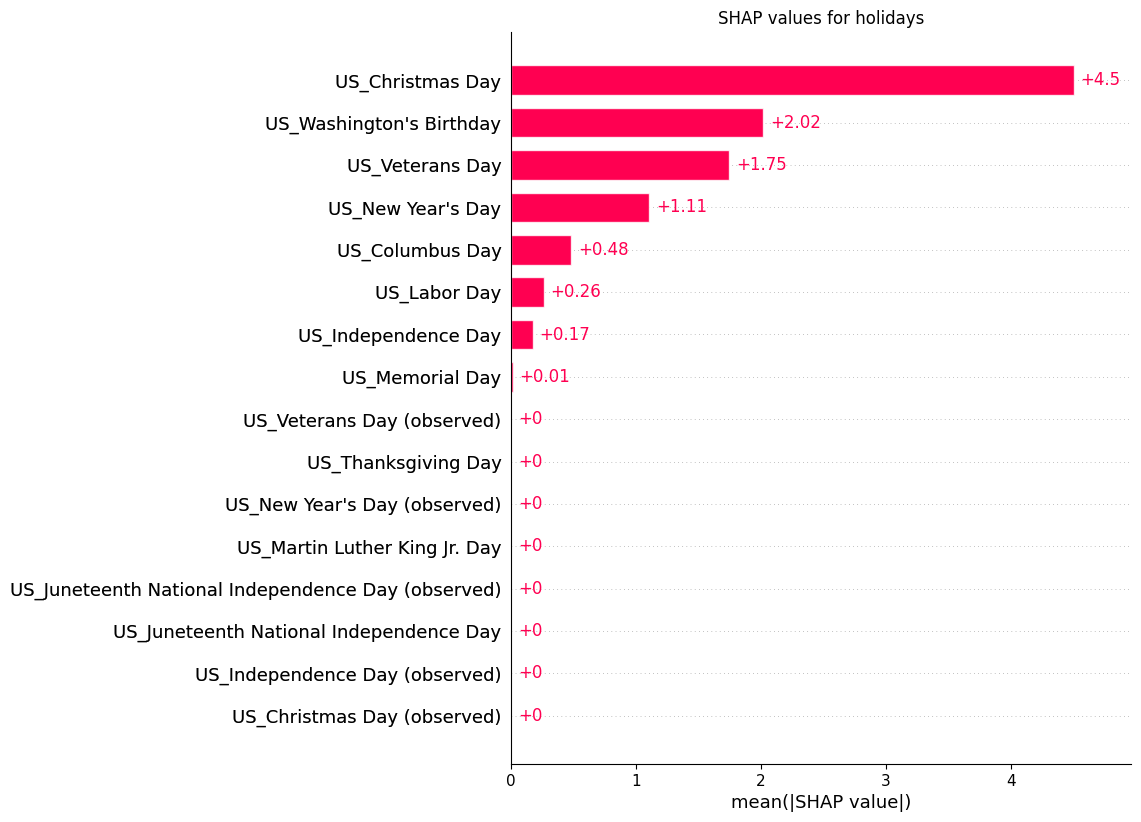 SHAP values for holidays
US_Christmas Day +4.5
US_Washington's Birthday +2.02
US_Veterans Day +1.75
US_New Year's Day +1.11
US_Columbus Day +0.48
US_Labor Day +0.26
US_Independence Day +0.17
US_Memorial Day +0.01
US_Veterans Day (observed) +0
US_Thanksgiving Day +0
US_New Year's Day (observed) +0
US_Martin Luther King Jr. Day +0
US_Juneteenth National Independence Day (observed) +0
US_Juneteenth National Independence Day +0
US_Independence Day (observed) +0
US_Christmas Day (observed) +0
0 1 2 3 4
mean(|SHAP value|)